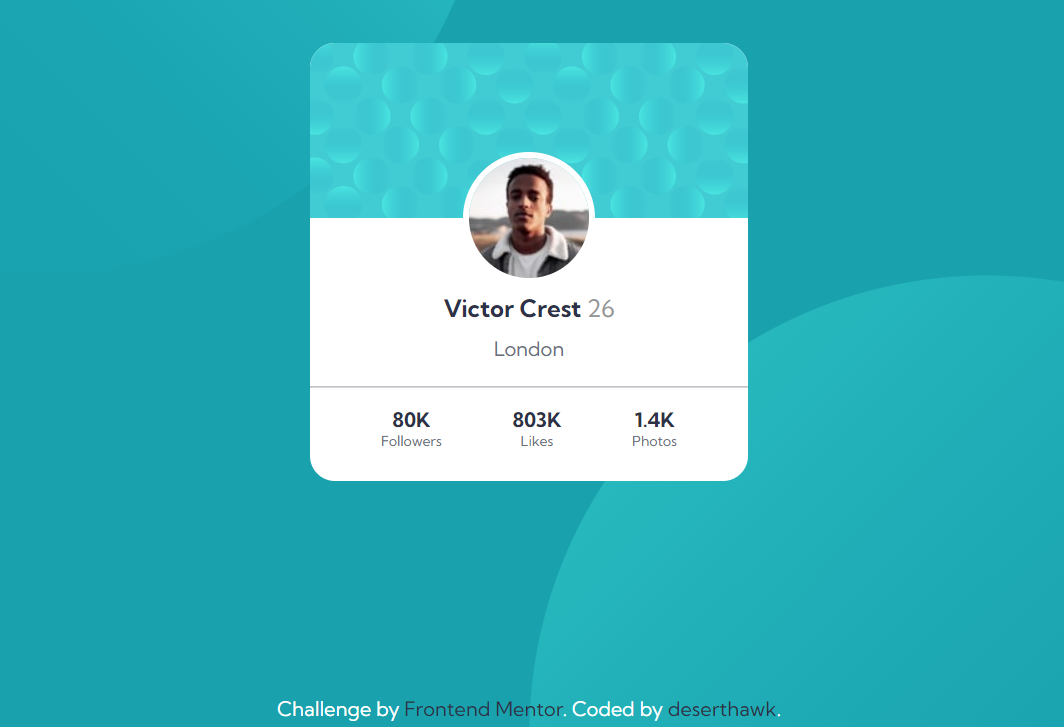 Victor Crest 26
London
80K 803K 1.4K
Followers Likes Photos
Challenge by Frontend Mentor. Coded by deserthawk.